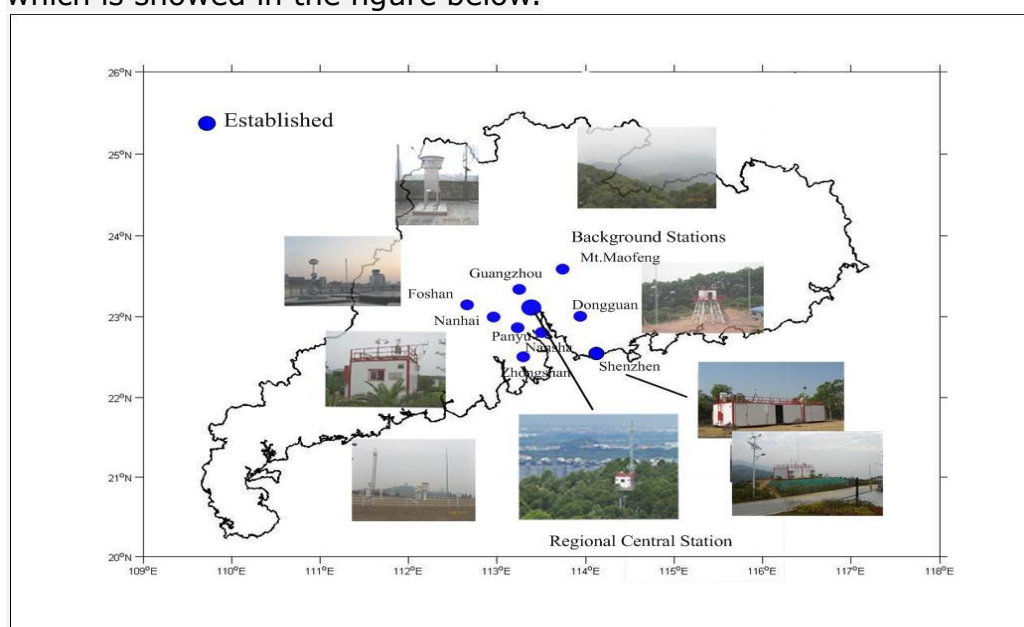 which is showed in the figure below.
26°N
Established
25°N
24°N
Background Stations
Mt.Maofeng
Guangzhou
Foshan
Dongguan
23°N
Nanhai
Panyu
Nansha
Zhongshan
Shenzhen
22°N
21°N
Regional Central Station
20°N
109°E 110°E 111°E 112°E 113°E 114°E 115°E 116°E 117°E 118°E